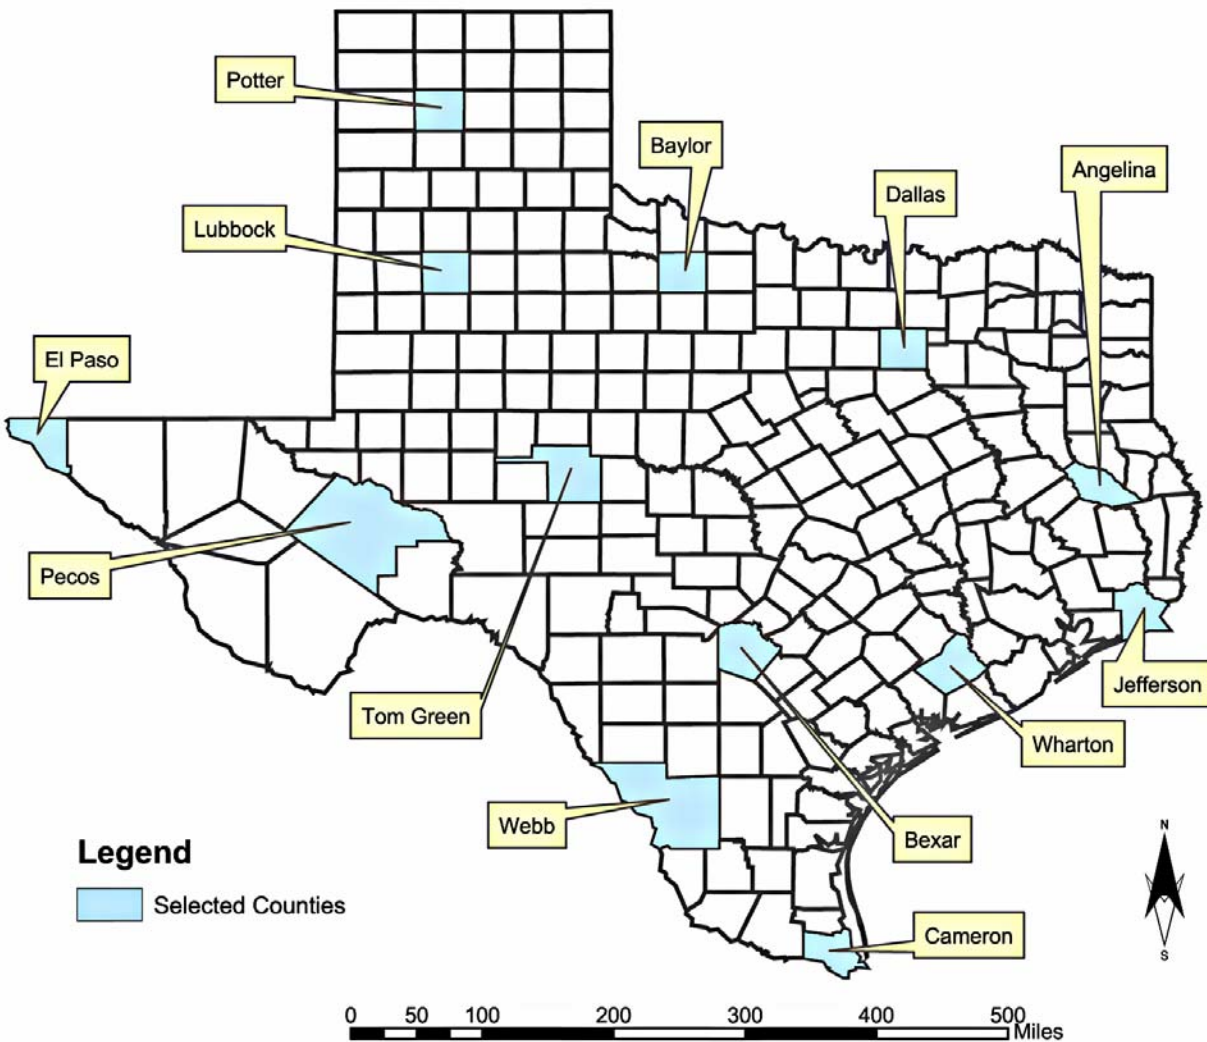 Potter
Baylor
Angelina
Dallas
Lubbock
El Paso
Pecos
Jefferson
Tom Green
Wharton
Webb
Bexar
Legend
Selected Counties
Cameron
N
S
0 50 100 200 300 400 500
Miles